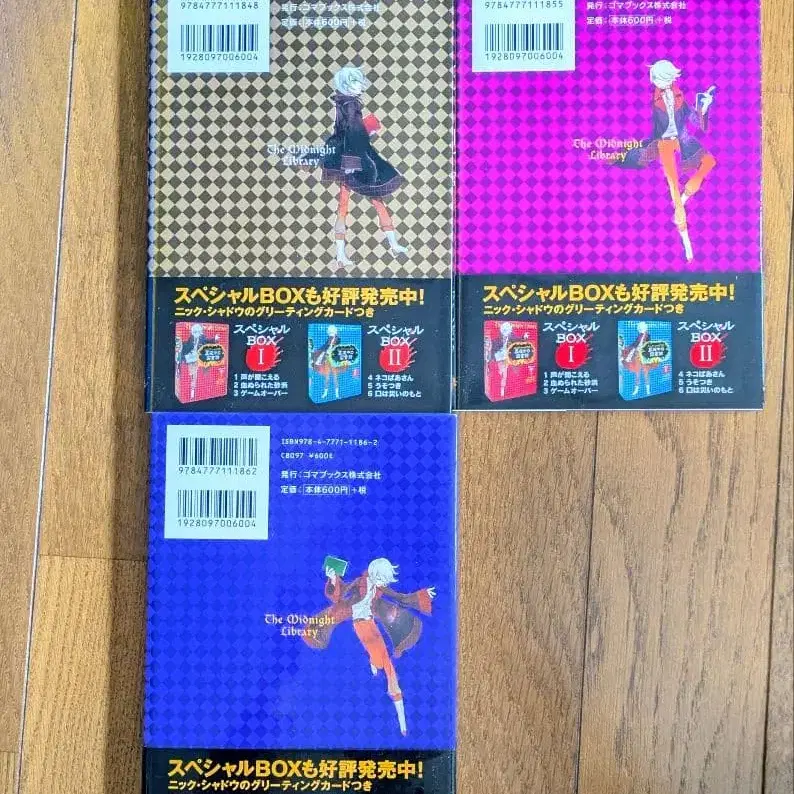 9784777111848
1928097006004
発行:ゴマブックス株式会社
定価:本体600円+税
The Midnight
Library
スペシャルBOXも好評発売中!
ニック・シャドウのグリーティングカードつき
スペシャル
BOX
I
1 声が聞こえる
2 血ぬられた砂浜
3 ゲームオーバー
スペシャル
BOX
II
4 ネコばあさん
5 うそつき
6 口は災いのもと
9784777111855
1928097006004
発行:ゴマブックス株式会社
定価:本体600円+税
The Midnight
Library
スペシャルBOXも好評発売中!
ニック・シャドウのグリーティングカードつき
スペシャル
BOX
I
1 声が聞こえる
2 血ぬられた砂浜
3 ゲームオーバー
スペシャル
BOX
II
4 ネコばあさん
5 うそつき
6 口は災いのもと
9784777111862
1928097006004
ISBN978-4-7771-1186-2
C8097 ¥600E
発行:ゴマブックス株式会社
定価:本体600円+税
The Midnight
Library
スペシャルBOXも好評発売中!
ニック・シャドウのグリーティングカードつき